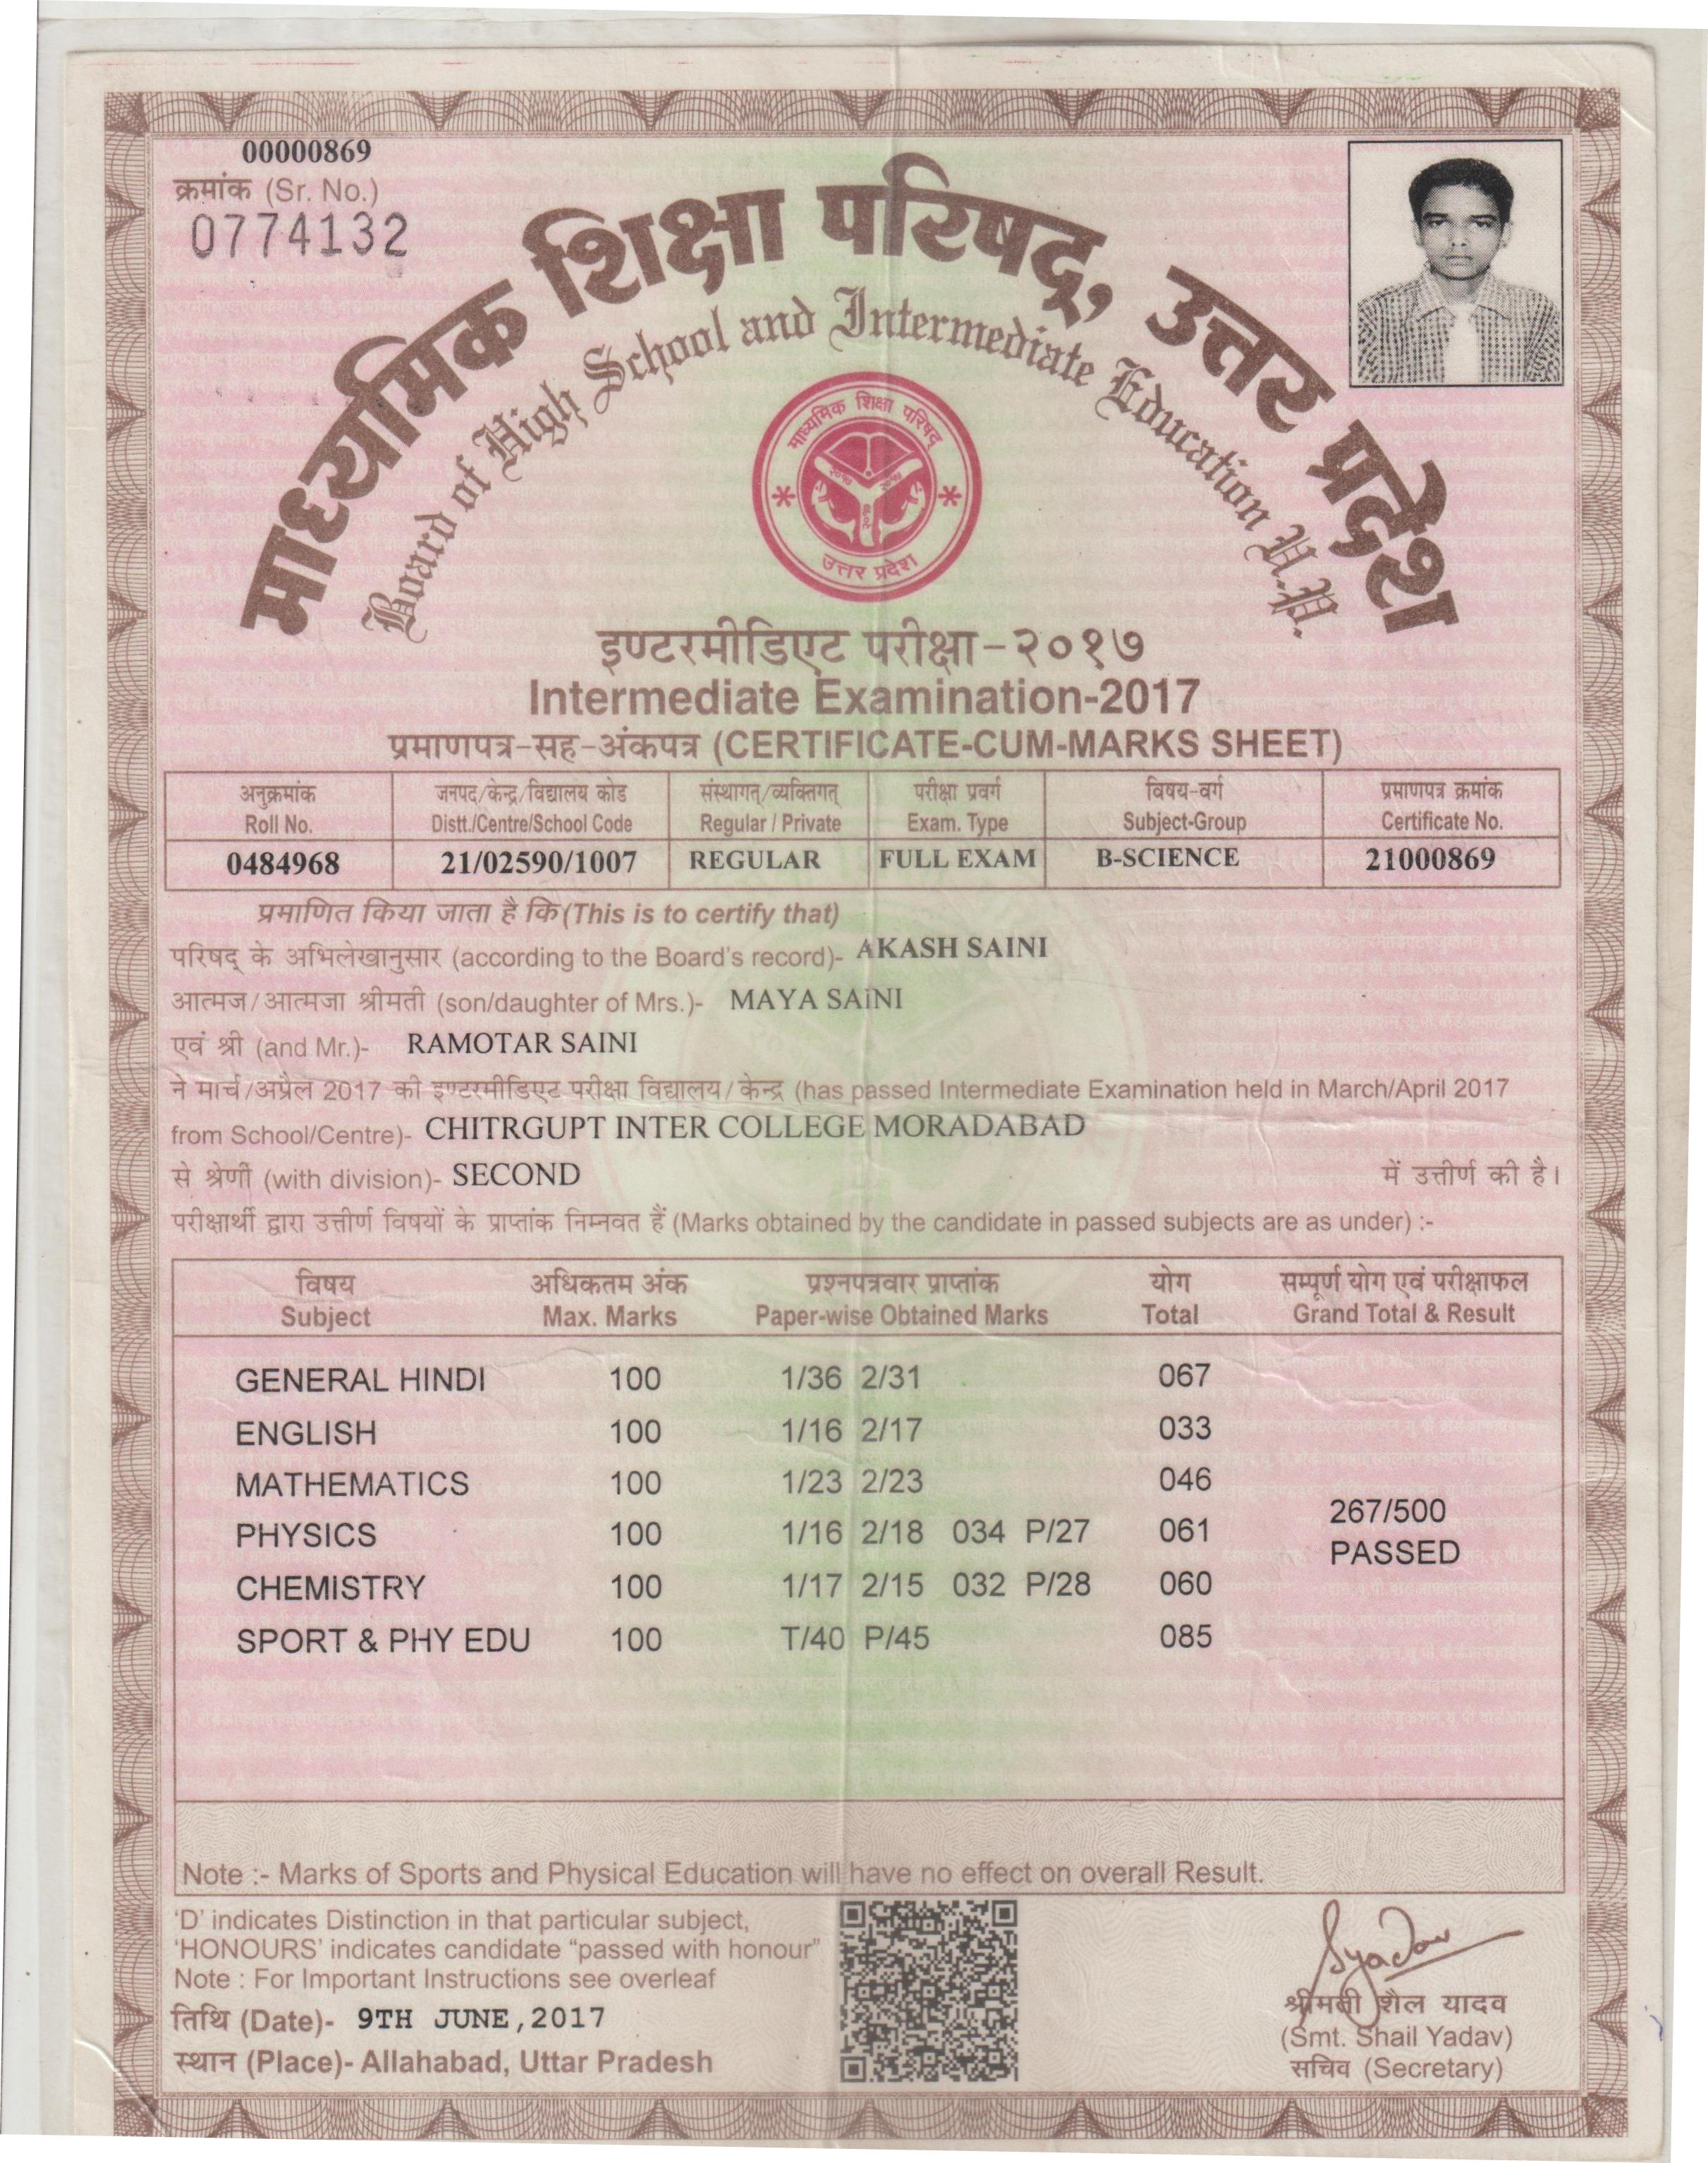 00000869
क्रमांक (Sr. No.)
0774132
माध्यमिक शिक्षा परिषद्, उत्तर प्रदेश
Board of High School and Intermediate Education U.P.
माध्यमिक शिक्षा परिषद्
उत्तर प्रदेश
इण्टरमीडिएट परीक्षा-२०१७
Intermediate Examination-2017
प्रमाणपत्र-सह-अंकपत्र (CERTIFICATE-CUM-MARKS SHEET)
अनुक्रमांक जनपद/केन्द्र/विद्यालय कोड संस्थागत्/व्यक्तिगत् परीक्षा प्रवर्ग विषय-वर्ग प्रमाणपत्र क्रमांक
Roll No. Distt./Centre/School Code Regular / Private Exam. Type Subject-Group Certificate No.
0484968 21/02590/1007 REGULAR FULL EXAM B-SCIENCE 21000869
प्रमाणित किया जाता है कि (This is to certify that)
परिषद् के अभिलेखानुसार (according to the Board's record)- AKASH SAINI
आत्मज/आत्मजा श्रीमती (son/daughter of Mrs.)- MAYA SAINI
एवं श्री (and Mr.)- RAMOTAR SAINI
ने मार्च/अप्रैल 2017 की इण्टरमीडिएट परीक्षा विद्यालय/केन्द्र (has passed Intermediate Examination held in March/April 2017
from School/Centre)- CHITRGUPT INTER COLLEGE MORADABAD
से श्रेणी (with division)- SECOND में उत्तीर्ण की है।
परीक्षार्थी द्वारा उत्तीर्ण विषयों के प्राप्तांक निम्नवत हैं (Marks obtained by the candidate in passed subjects are as under) :-
विषय अधिकतम अंक प्रश्नपत्रवार प्राप्तांक योग सम्पूर्ण योग एवं परीक्षाफल
Subject Max. Marks Paper-wise Obtained Marks Total Grand Total & Result
GENERAL HINDI 100 1/36 2/31 067
ENGLISH 100 1/16 2/17 033
MATHEMATICS 100 1/23 2/23 046
267/500
PHYSICS 100 1/16 2/18 034 P/27 061
PASSED
CHEMISTRY 100 1/17 2/15 032 P/28 060
SPORT & PHY EDU 100 T/40 P/45 085
Note :- Marks of Sports and Physical Education will have no effect on overall Result.
'D' indicates Distinction in that particular subject,
'HONOURS' indicates candidate "passed with honour"
Note : For Important Instructions see overleaf
तिथि (Date)- 9TH JUNE,2017
स्थान (Place)- Allahabad, Uttar Pradesh
Syadav
श्रीमती शैल यादव
(Smt. Shail Yadav)
सचिव (Secretary)